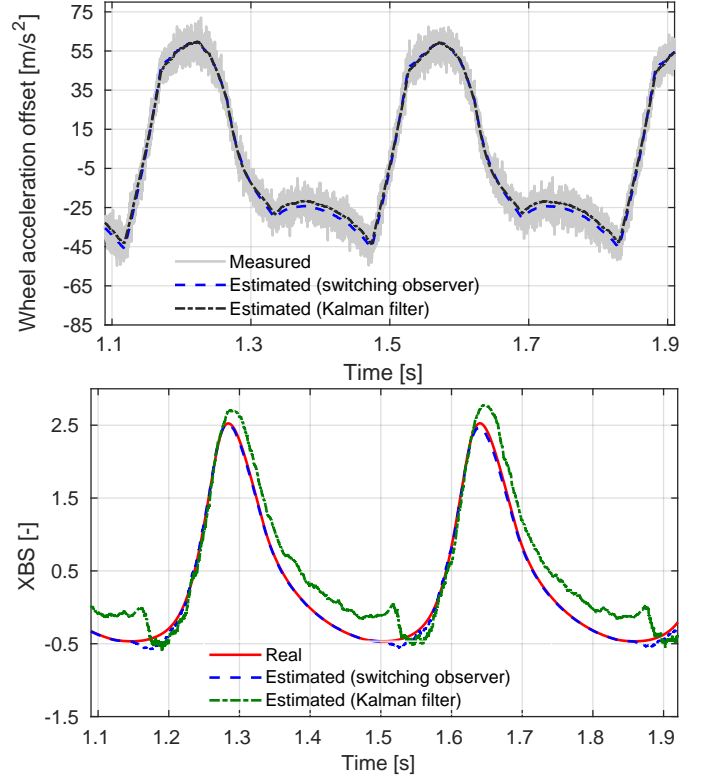 Wheel acceleration offset [m/s²]
75
55
35
15
-5
-25
-45
-65
-85
Measured
Estimated (switching observer)
Estimated (Kalman filter)
1.1 1.3 1.5 1.7 1.9
Time [s]
XBS [-]
2.5
1.5
0.5
-0.5
-1.5
Real
Estimated (switching observer)
Estimated (Kalman filter)
1.1 1.2 1.3 1.4 1.5 1.6 1.7 1.8 1.9
Time [s]